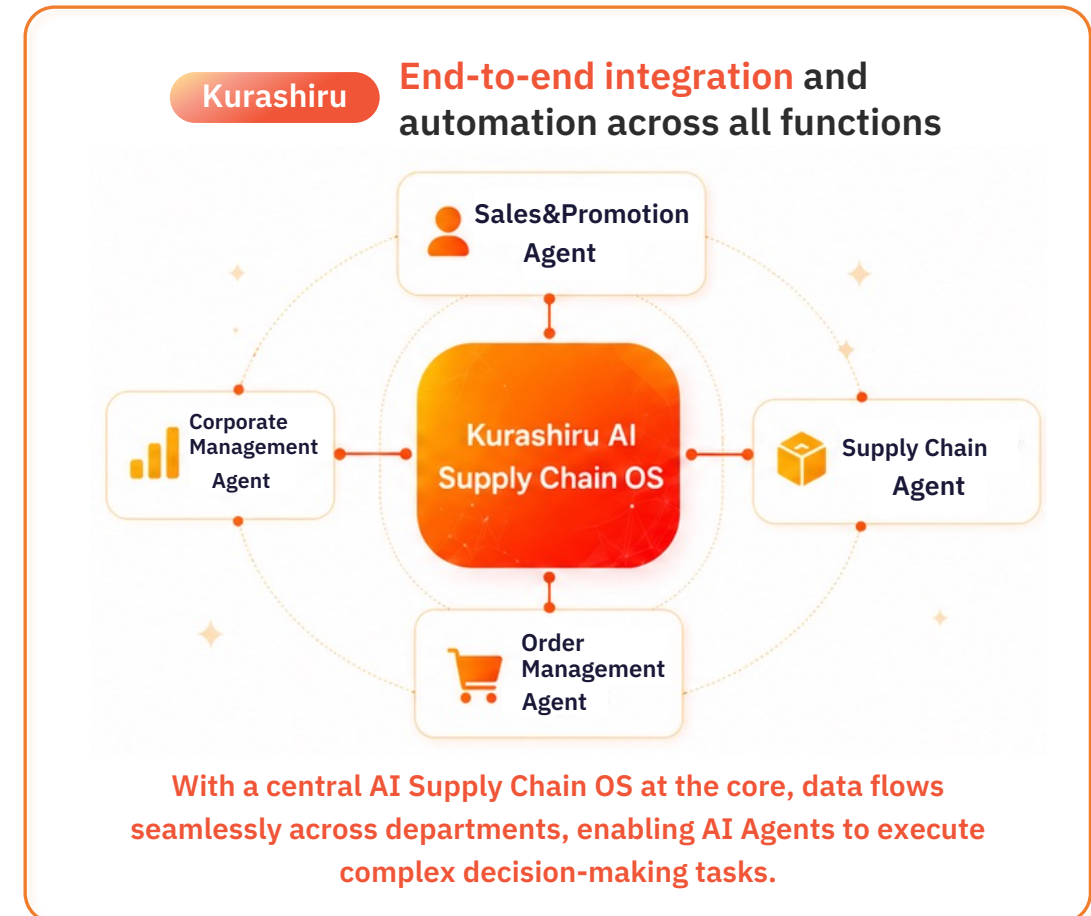 Kurashiru
End-to-end integration and
automation across all functions
Sales&Promotion
Agent
Corporate
Management
Agent
Kurashiru AI
Supply Chain OS
Supply Chain
Agent
Order
Management
Agent
With a central AI Supply Chain OS at the core, data flows
seamlessly across departments, enabling AI Agents to execute
complex decision-making tasks.